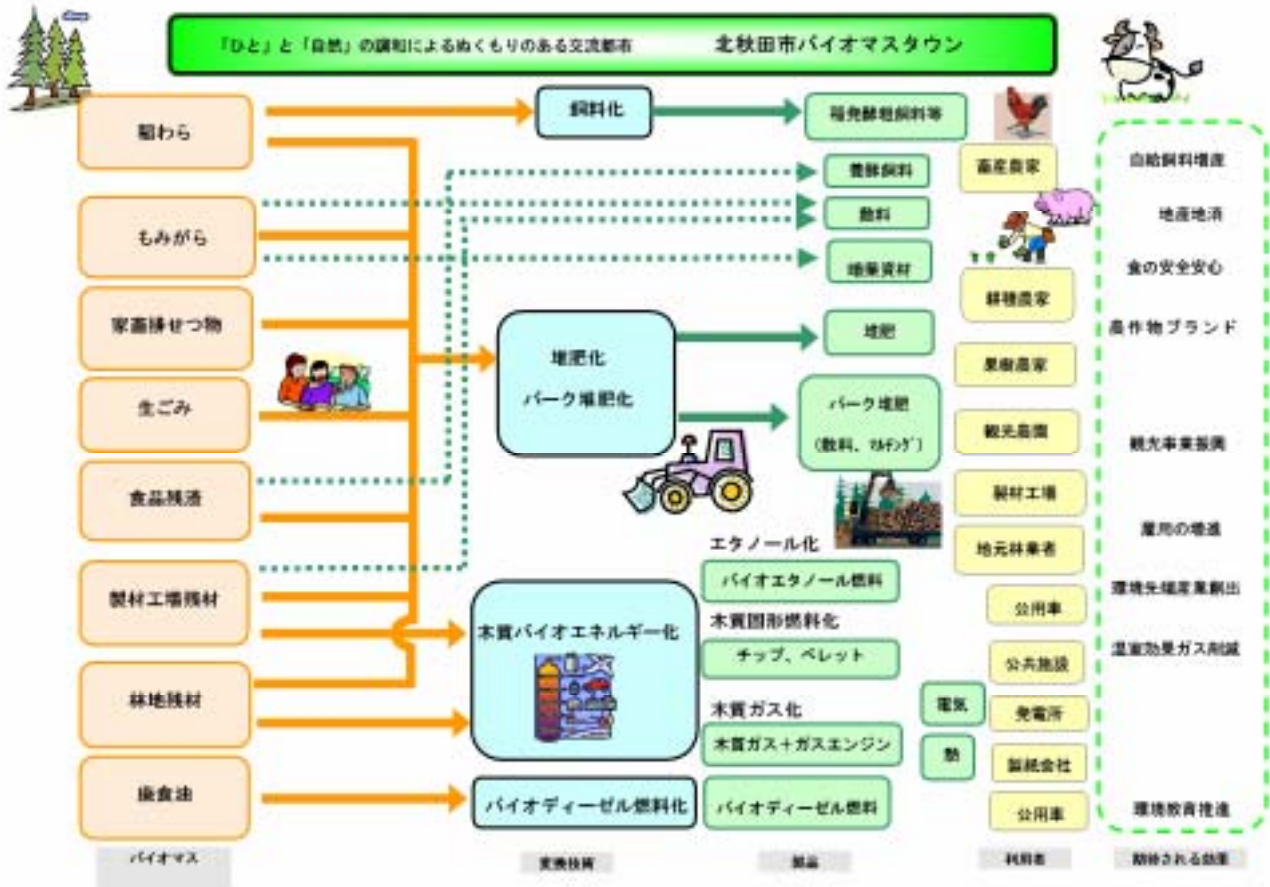 「ひと」と「自然」の調和によるぬくもりのある交流都市 北秋田市バイオマスタウン
稲わら
もみがら
家畜排せつ物
生ごみ
食品残渣
製材工場残材
林地残材
廃食油
バイオマス
飼料化
堆肥化
バーク堆肥化
木質バイオエネルギー化
バイオディーゼル燃料化
変換技術
稲発酵粗飼料等
養豚飼料
敷料
暗渠資材
堆肥
バーク堆肥
(敷料、ﾏﾙﾁﾝｸﾞ)
エタノール化
バイオエタノール燃料
木質固形燃料化
チップ、ペレット
木質ガス化
木質ガス+ガスエンジン
バイオディーゼル燃料
製品
電気
熱
畜産農家
耕種農家
果樹農家
観光農園
製材工場
地元林業者
公用車
公共施設
発電所
製紙会社
公用車
利用者
自給飼料増産
地産地消
食の安全安心
農作物ブランド
観光事業振興
雇用の増進
環境先端産業創出
温室効果ガス削減
環境教育推進
期待される効果